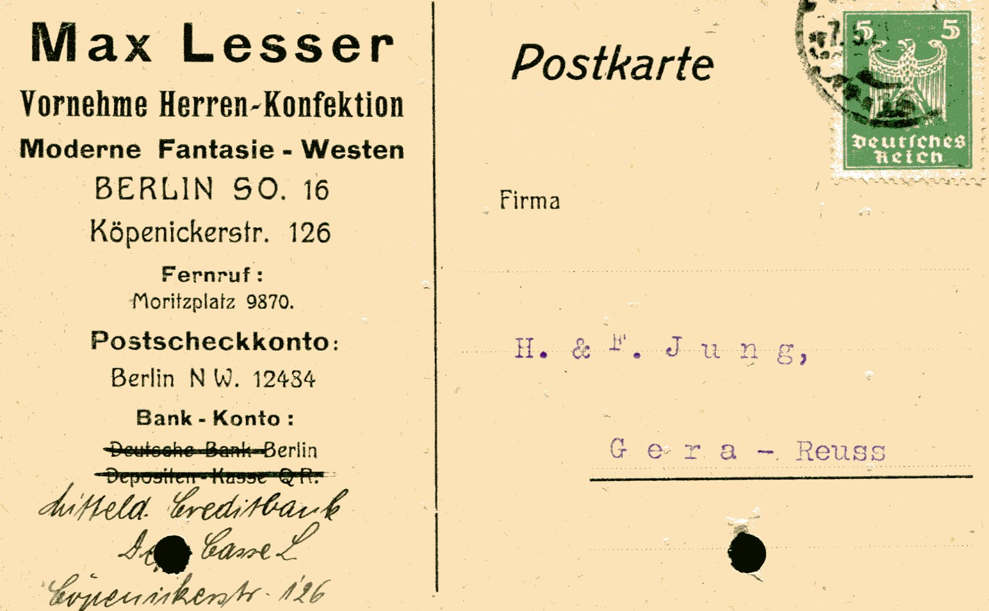 Max Lesser
Vornehme Herren-Konfektion
Moderne Fantasie - Westen
BERLIN SO. 16
Köpenickerstr. 126
Fernruf:
Moritzplatz 9870.
Postscheckkonto:
Berlin N W. 12484
Bank - Konto:
Deutsche Bank Berlin
Depositen-Kasse Q R.
Mitteld. Creditbank
Casse L
Cöpenickerstr. 126
Postkarte
5 5
Deutsches
Reich
Firma
H. & F. Jung,
Gera - Reuss